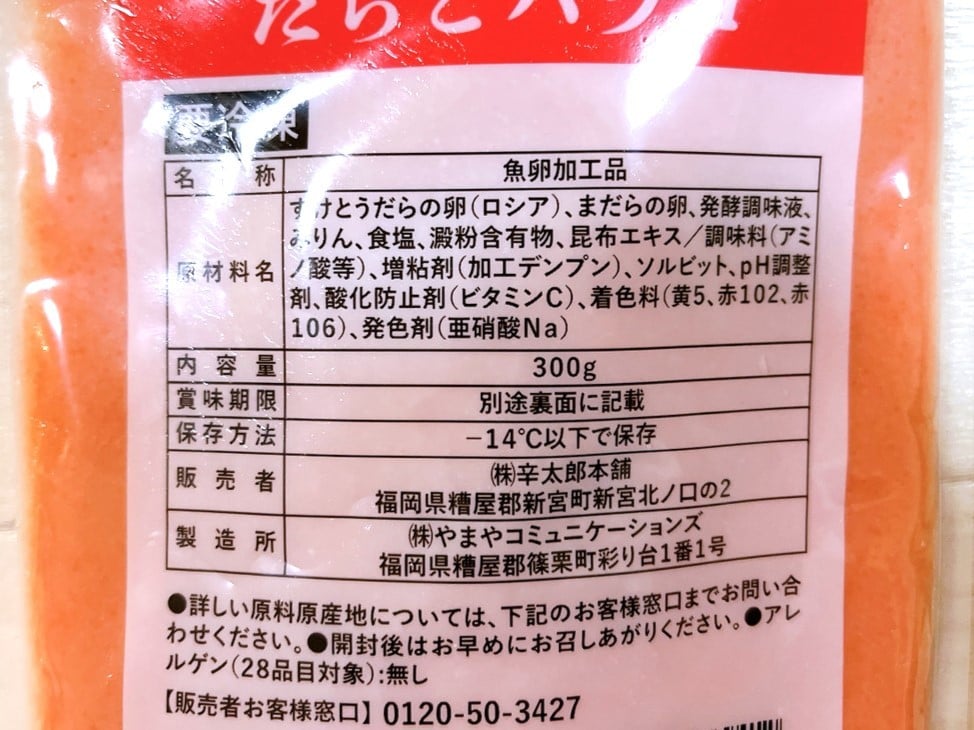 たらこバラコ
要冷凍
名称 魚卵加工品
原材料名 すけとうだらの卵（ロシア）、まだらの卵、発酵調味液、
みりん、食塩、澱粉含有物、昆布エキス／調味料（アミ
ノ酸等）、増粘剤（加工デンプン）、ソルビット、pH調整
剤、酸化防止剤（ビタミンC）、着色料（黄5、赤102、赤
106）、発色剤（亜硝酸Na）
内容量 300g
賞味期限 別途裏面に記載
保存方法 −14℃以下で保存
販売者 ㈱辛太郎本舗
福岡県糟屋郡新宮町新宮北ノ口の2
製造所 ㈱やまやコミュニケーションズ
福岡県糟屋郡篠栗町彩り台1番1号
●詳しい原料原産地については、下記のお客様窓口までお問い合
わせください。●開封後はお早めにお召しあがりください。●アレ
ルゲン（28品目対象）：無し
【販売者お客様窓口】0120-50-3427